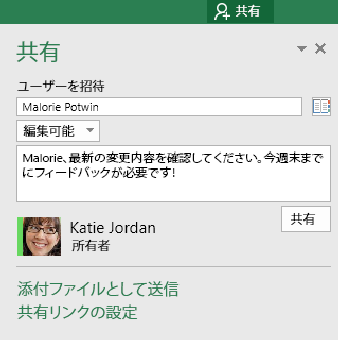 共有
共有
ユーザーを招待
Malorie Potwin
編集可能
Malorie、最新の変更内容を確認してください。今週末まで
にフィードバックが必要です!
共有
Katie Jordan
所有者
添付ファイルとして送信
共有リンクの設定